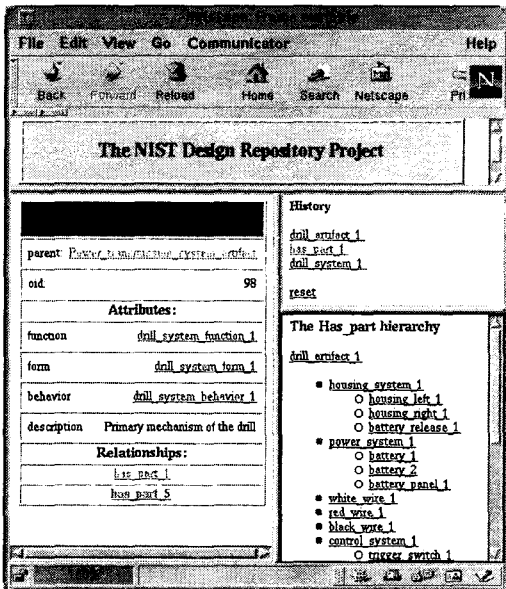 File Edit View Go Communicator Help
Back Forward Reload Home Search Netscape Pri
N
The NIST Design Repository Project
parent: Power_transmission_system_artifact
oid: 98
Attributes:
function drill_system_function_1
form drill_system_form_1
behavior drill_system_behavior_1
description Primary mechanism of the drill
Relationships:
has_part_1
has_part_5
History
drill_artifact_1
has_part_1
drill_system_1
reset
The Has_part hierarchy
drill_artifact_1
housing_system_1
housing_left_1
housing_right_1
battery_release_1
power_system_1
battery_1
battery_2
battery_panel_1
white_wire_1
red_wire_1
black_wire_1
control_system_1
trigger_switch_1